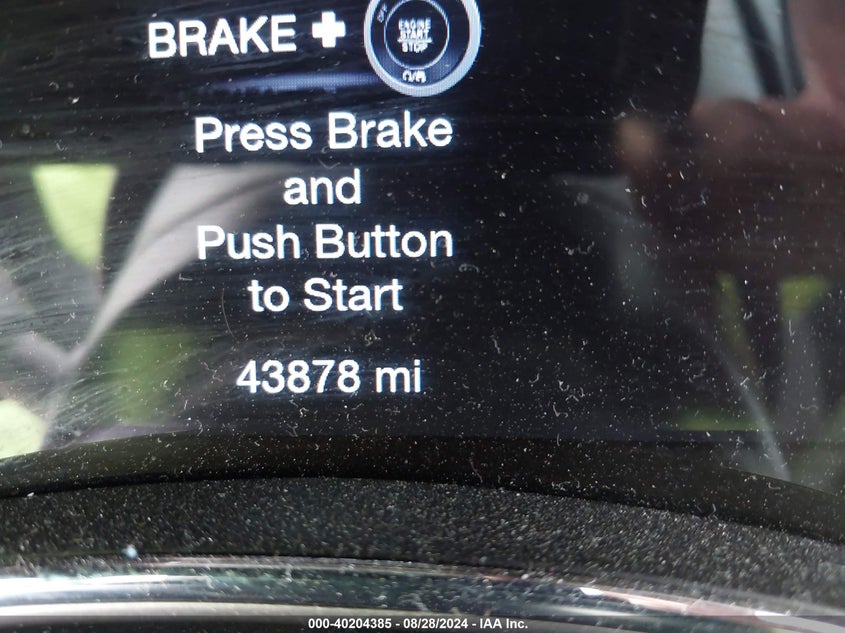 BRAKE +
OFF
ENGINE
START
STOP
Press Brake
and
Push Button
to Start
43878 mi
000-40204385 - 08/28/2024 - IAA Inc.